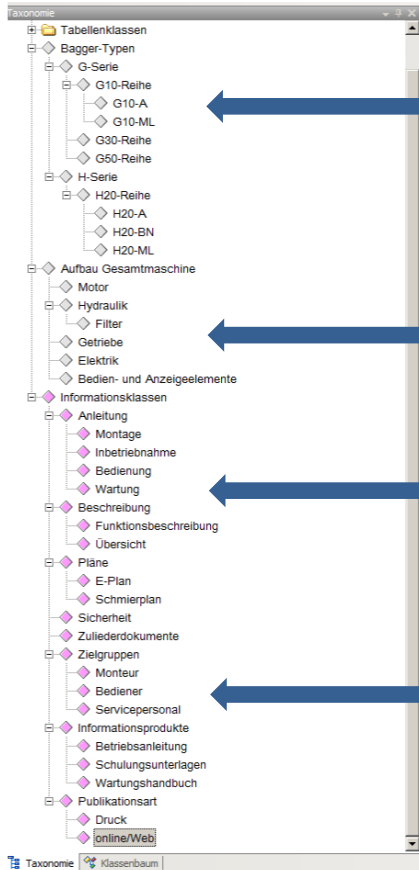 Taxonomie
Tabellenklassen
Bagger-Typen
G-Serie
G10-Reihe
G10-A
G10-ML
G30-Reihe
G50-Reihe
H-Serie
H20-Reihe
H20-A
H20-BN
H20-ML
Aufbau Gesamtmaschine
Motor
Hydraulik
Filter
Getriebe
Elektrik
Bedien- und Anzeigeelemente
Informationsklassen
Anleitung
Montage
Inbetriebnahme
Bedienung
Wartung
Beschreibung
Funktionsbeschreibung
Übersicht
Pläne
E-Plan
Schmierplan
Sicherheit
Zuliederdokumente
Zielgruppen
Monteur
Bediener
Servicepersonal
Informationsprodukte
Betriebsanleitung
Schulungsunterlagen
Wartungshandbuch
Publikationsart
Druck
online/Web
Taxonomie Klassenbaum